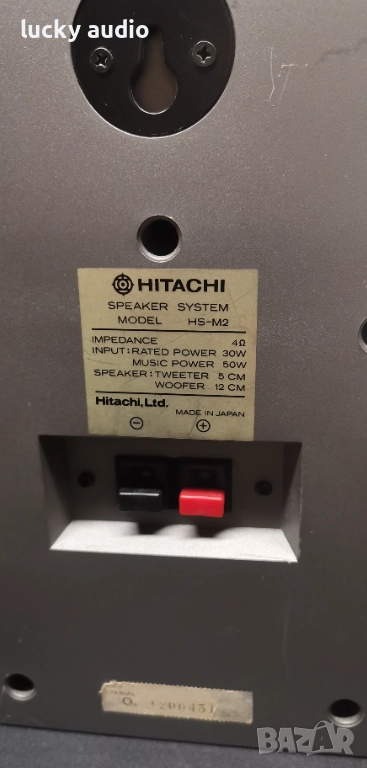 lucky audio
HITACHI
SPEAKER SYSTEM
MODEL HS-M2
IMPEDANCE 4Ω
INPUT:RATED POWER 30W
MUSIC POWER 50W
SPEAKER:TWEETER 5 CM
WOOFER 12 CM
Hitachi, Ltd.
MADE IN JAPAN
⊖ ⊕
BAZAR